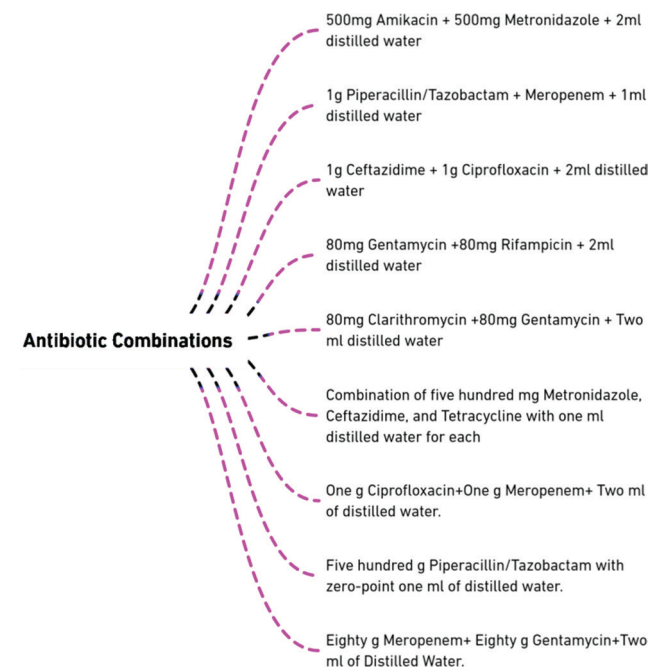 500mg Amikacin + 500mg Metronidazole + 2ml
distilled water
1g Piperacillin/Tazobactam + Meropenem + 1ml
distilled water
1g Ceftazidime + 1g Ciprofloxacin + 2ml distilled
water
80mg Gentamycin +80mg Rifampicin + 2ml
distilled water
Antibiotic Combinations
80mg Clarithromycin +80mg Gentamycin + Two
ml distilled water
Combination of five hundred mg Metronidazole,
Ceftazidime, and Tetracycline with one ml
distilled water for each
One g Ciprofloxacin+One g Meropenem+ Two ml
of distilled water.
Five hundred g Piperacillin/Tazobactam with
zero-point one ml of distilled water.
Eighty g Meropenem+ Eighty g Gentamycin+Two
ml of Distilled Water.